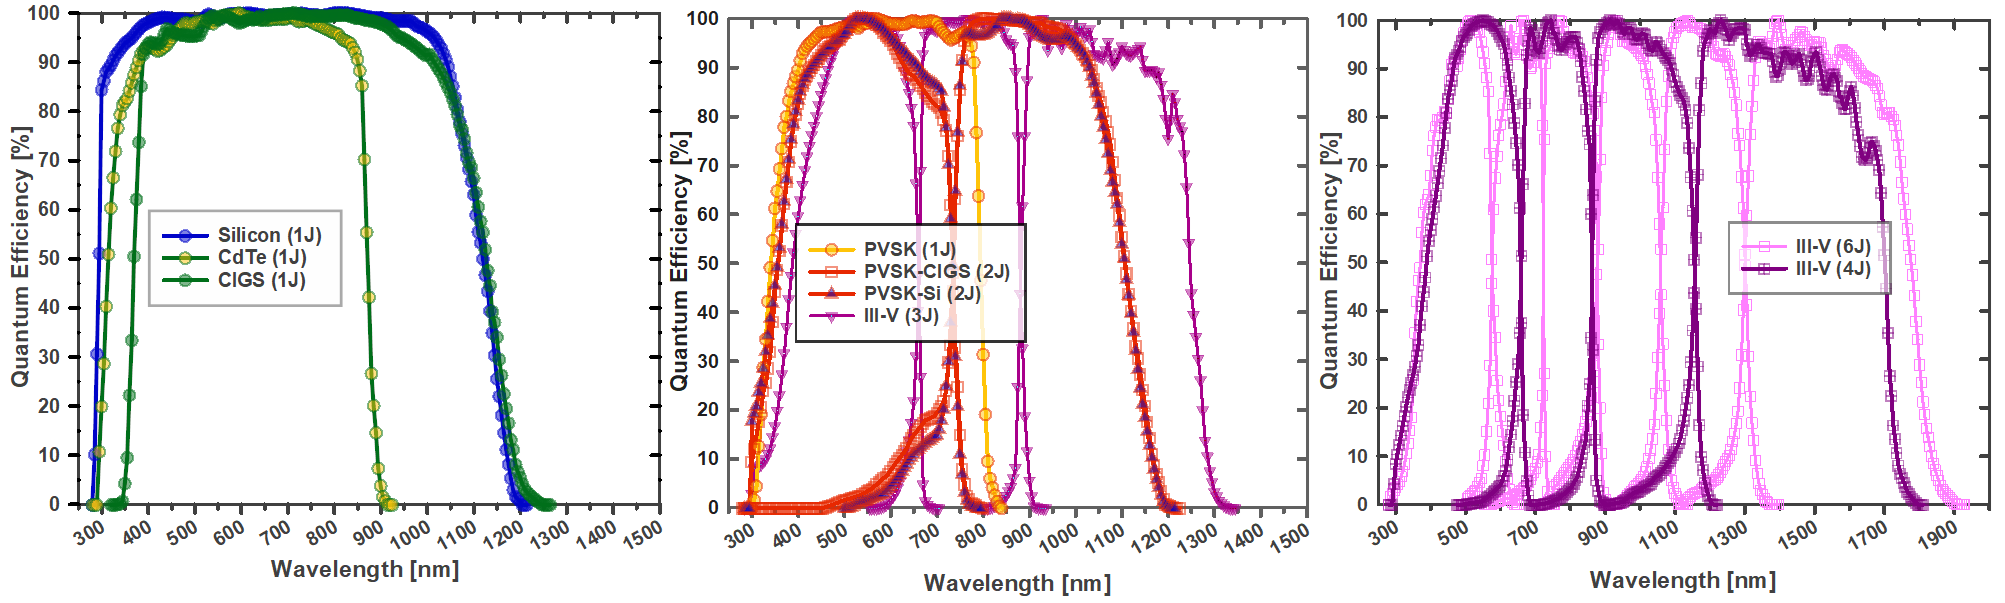 Quantum Efficiency [%]
100
90
80
70
60
50
40
30
20
10
0
Silicon (1J)
CdTe (1J)
CIGS (1J)
300 400 500 600 700 800 900 1000 1100 1200 1300 1400 1500
Wavelength [nm]
Quantum Efficiency [%]
100
90
80
70
60
50
40
30
20
10
0
PVSK (1J)
PVSK-CIGS (2J)
PVSK-Si (2J)
III-V (3J)
300 400 500 600 700 800 900 1000 1100 1200 1300 1400 1500
Wavelength [nm]
Quantum Efficiency [%]
100
90
80
70
60
50
40
30
20
10
0
III-V (6J)
III-V (4J)
300 500 700 900 1100 1300 1500 1700 1900
Wavelength [nm]